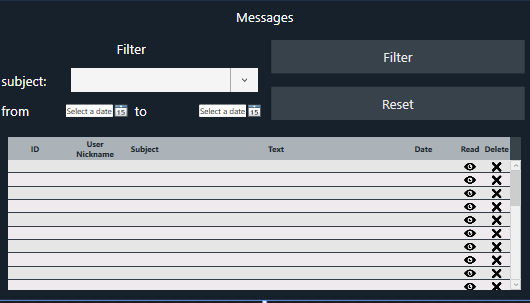 Messages
Filter
Filter
subject:
Reset
from Select a date 15 to Select a date 15
ID User Nickname Subject Text Date Read Delete